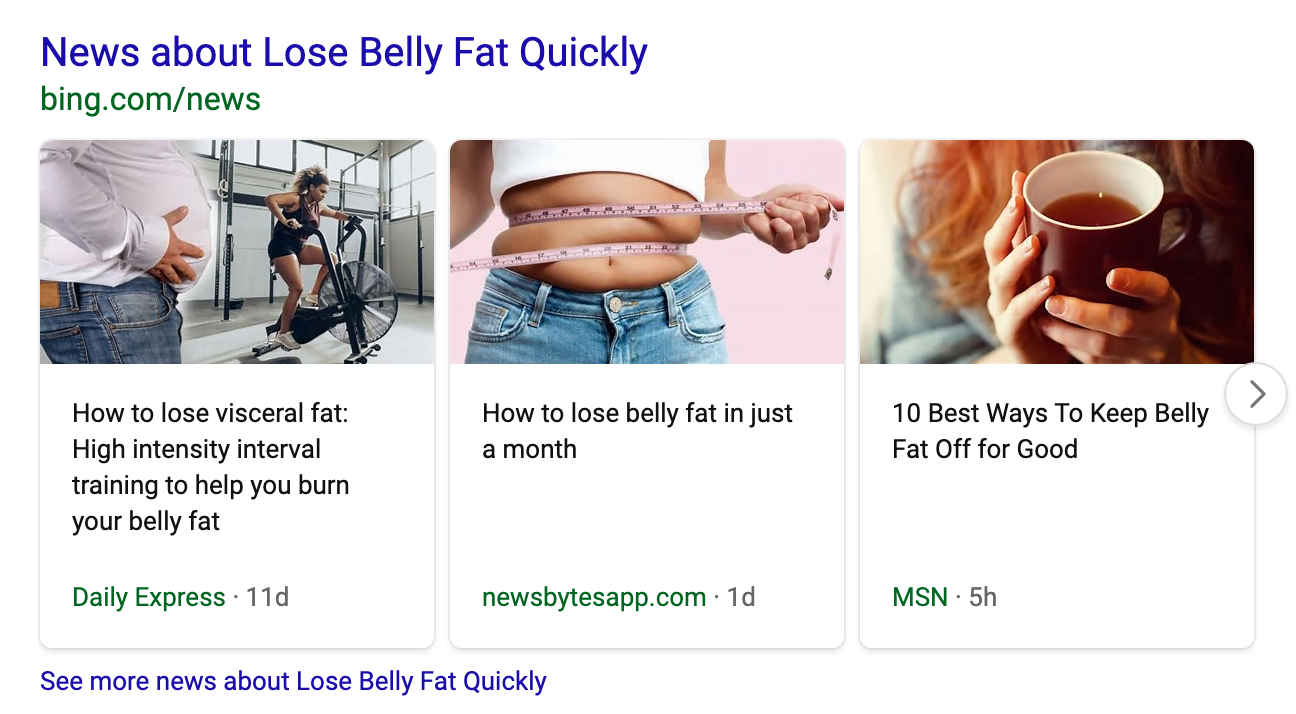 News about Lose Belly Fat Quickly
bing.com/news
How to lose visceral fat:
High intensity interval
training to help you burn
your belly fat
Daily Express · 11d
How to lose belly fat in just
a month
newsbytesapp.com · 1d
10 Best Ways To Keep Belly
Fat Off for Good
MSN · 5h
See more news about Lose Belly Fat Quickly